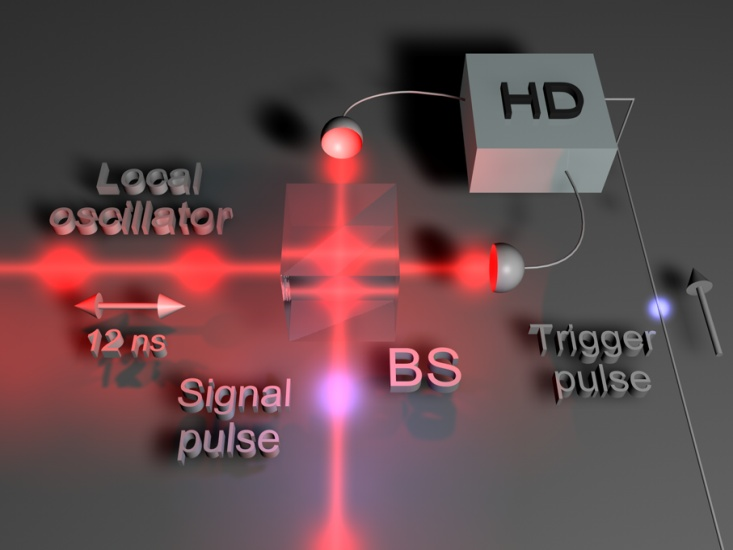 HD
Local
oscillator
12 ns
Trigger
pulse
BS
Signal
pulse